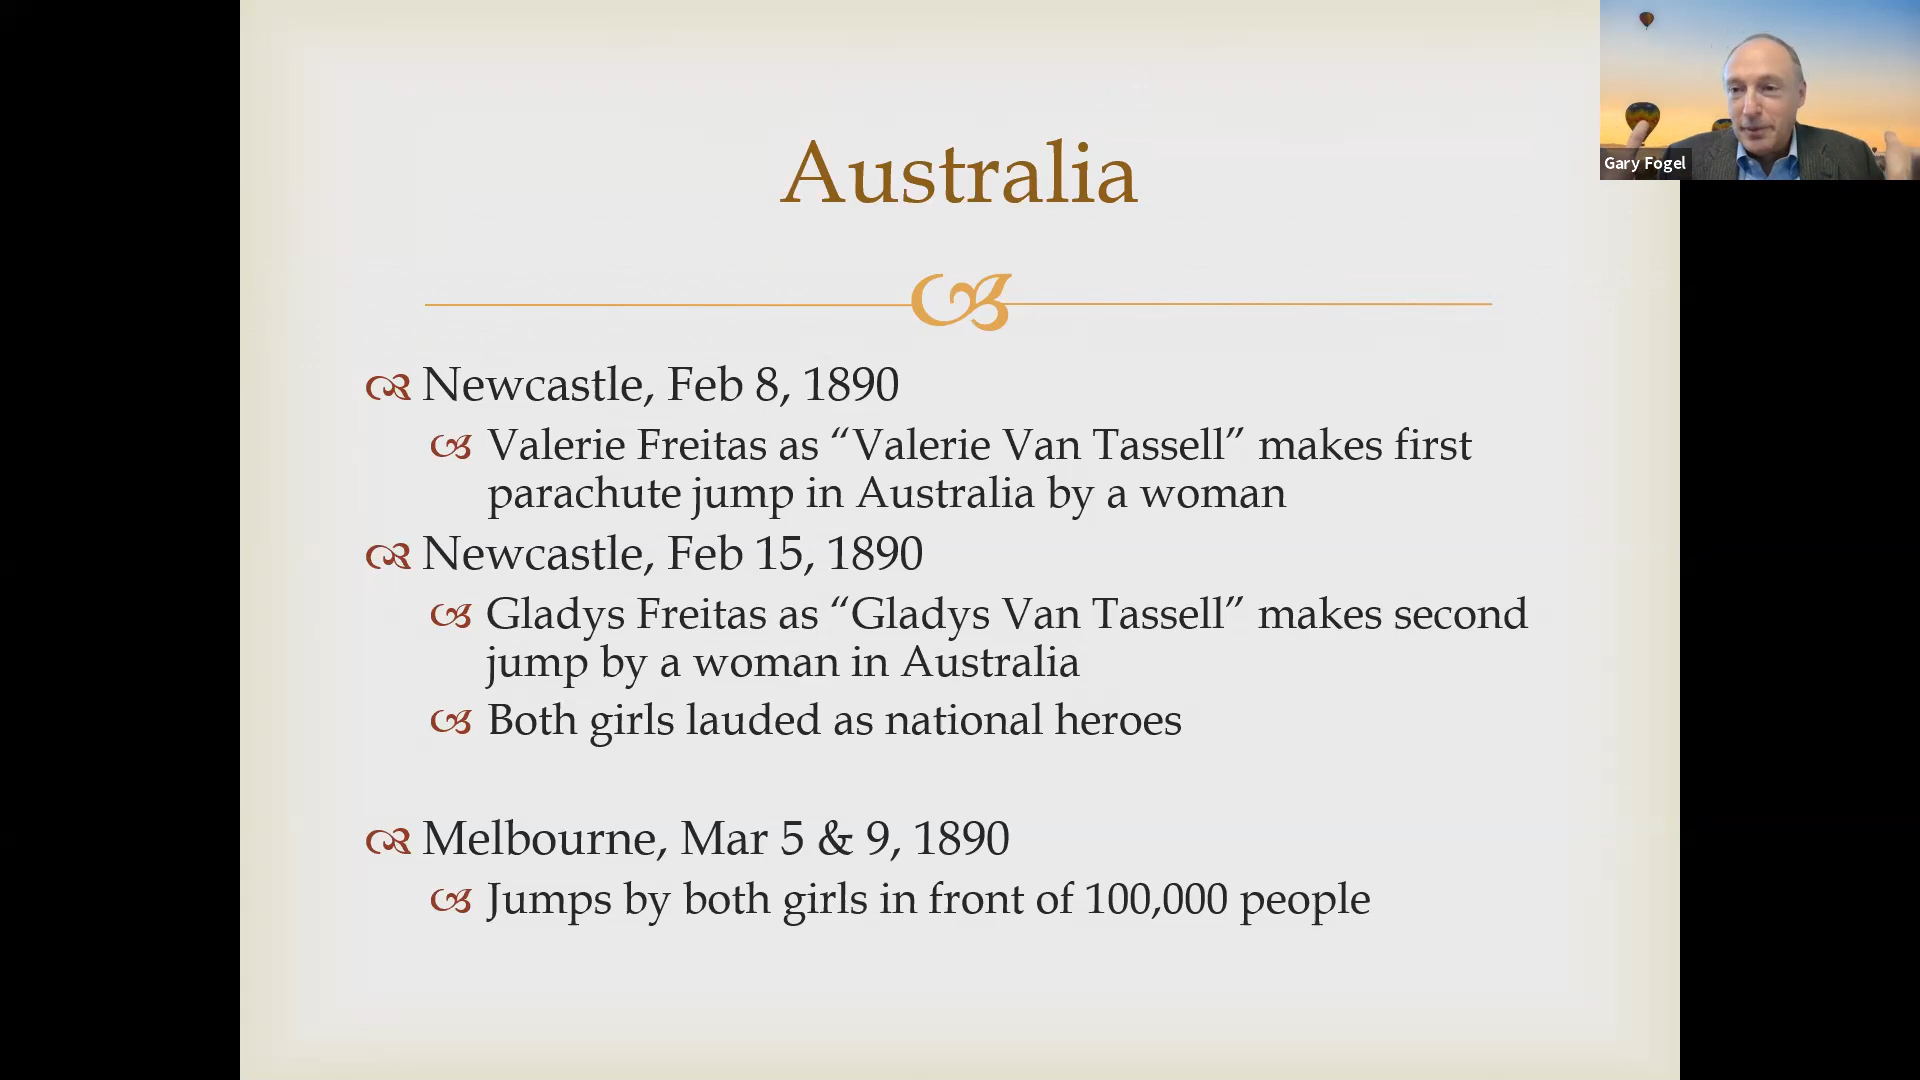 Australia
Newcastle, Feb 8, 1890
Valerie Freitas as “Valerie Van Tassell” makes first
parachute jump in Australia by a woman
Newcastle, Feb 15, 1890
Gladys Freitas as “Gladys Van Tassell” makes second
jump by a woman in Australia
Both girls lauded as national heroes
Melbourne, Mar 5 & 9, 1890
Jumps by both girls in front of 100,000 people
Gary Fogel